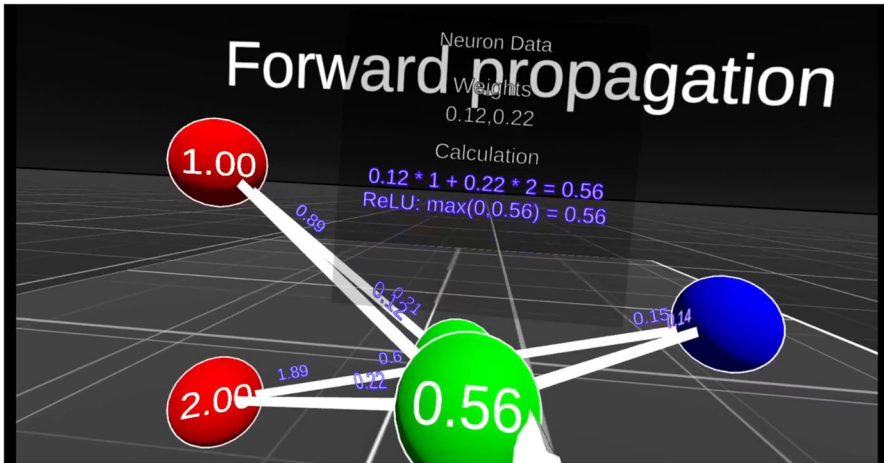 Neuron Data
Forward propagation
Weights
0.12,0.22
Calculation
0.12 * 1 + 0.22 * 2 = 0.56
ReLU: max(0,0.56) = 0.56
1.00
0.89
0.21
0.12
0.15
0.14
0.6
1.89
0.22
2.00
0.56